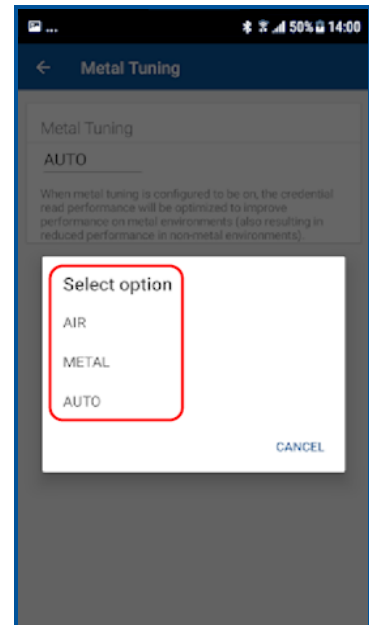 ... 50% 14:00
Metal Tuning
Metal Tuning
AUTO
When metal tuning is configured to be on, the credential
read performance will be optimized to improve
performance on metal environments (also resulting in
reduced performance in non-metal environments).
Select option
AIR
METAL
AUTO
CANCEL